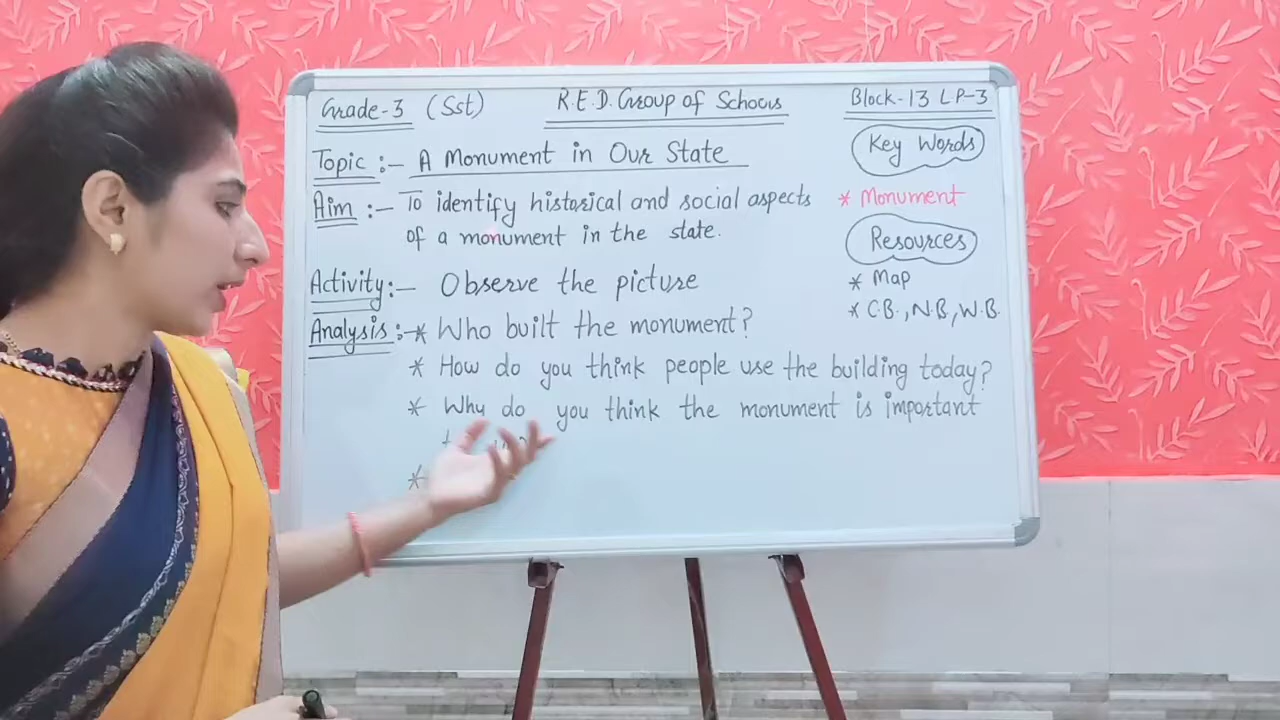 Grade-3 (Sst)
R.E.D. Group of Schools
Block-13 LP-3
Topic :- A Monument in Our State
Aim :- To identify historical and social aspects
of a monument in the state.
Activity:- Observe the picture
Analysis:-* Who built the monument?
* How do you think people use the building today?
* Why do you think the monument is important
*
Key Words
* Monument
Resources
* Map
* C.B., N.B, W.B.